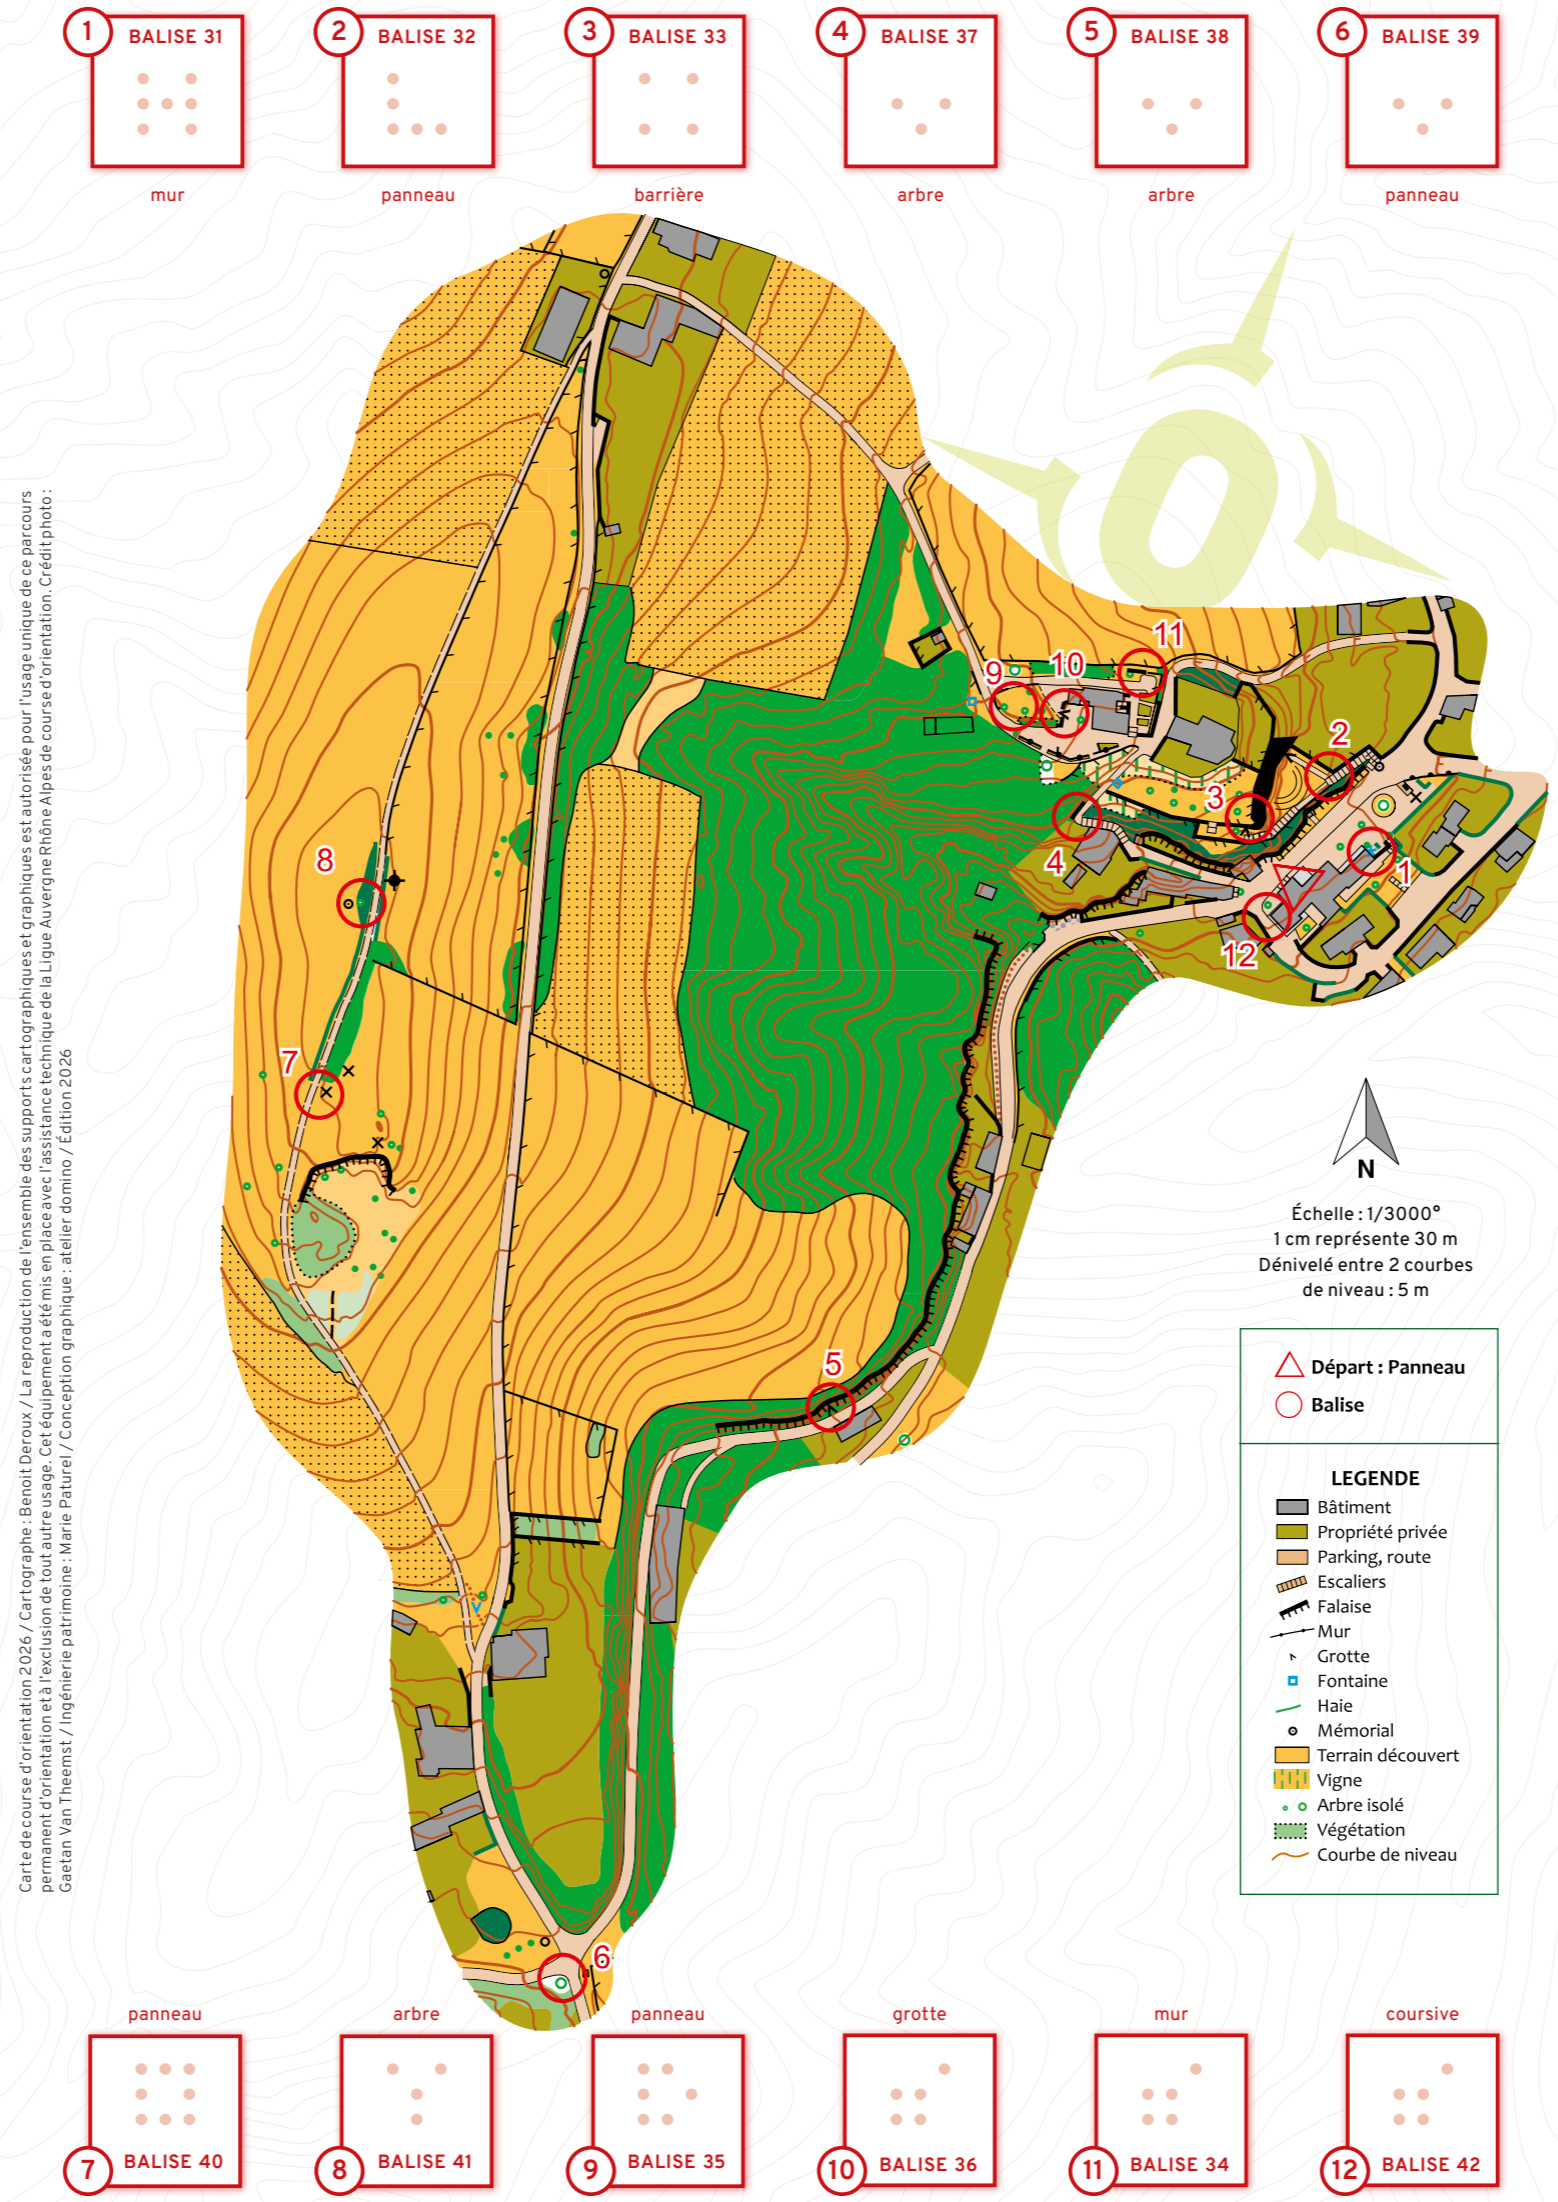 1 BALISE 31
mur
2 BALISE 32
panneau
3 BALISE 33
barrière
4 BALISE 37
arbre
5 BALISE 38
arbre
6 BALISE 39
panneau
Carte de course d'orientation 2026 / Cartographe : Benoit Deroux / La reproduction de l'ensemble des supports cartographiques et graphiques est autorisée pour l'usage unique de ce parcours
permanent d'orientation et à l'exclusion de tout autre usage. Cet équipement a été mis en place avec l'assistance technique de la Ligue Auvergne Rhône Alpes de course d'orientation. Crédit photo :
Gaetan Van Theemst / Ingénierie patrimoine : Marie Paturel / Conception graphique : atelier domino / Édition 2026
11
10
9
2
3
4
1
12
8
7
5
6
N
Échelle : 1/3000°
1 cm représente 30 m
Dénivelé entre 2 courbes
de niveau : 5 m
Départ : Panneau
Balise
LEGENDE
Bâtiment
Propriété privée
Parking, route
Escaliers
Falaise
Mur
Grotte
Fontaine
Haie
Mémorial
Terrain découvert
Vigne
Arbre isolé
Végétation
Courbe de niveau
panneau
7 BALISE 40
arbre
8 BALISE 41
panneau
9 BALISE 35
grotte
10 BALISE 36
mur
11 BALISE 34
coursive
12 BALISE 42